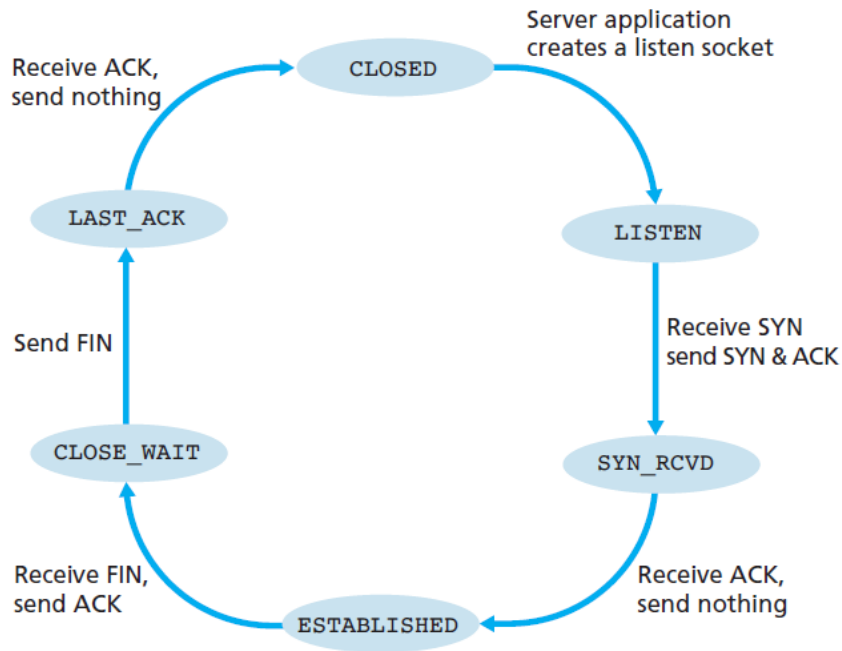 Server application
creates a listen socket
CLOSED
Receive ACK,
send nothing
LAST_ACK
LISTEN
Send FIN
Receive SYN
send SYN & ACK
CLOSE_WAIT
SYN_RCVD
Receive FIN,
send ACK
Receive ACK,
send nothing
ESTABLISHED